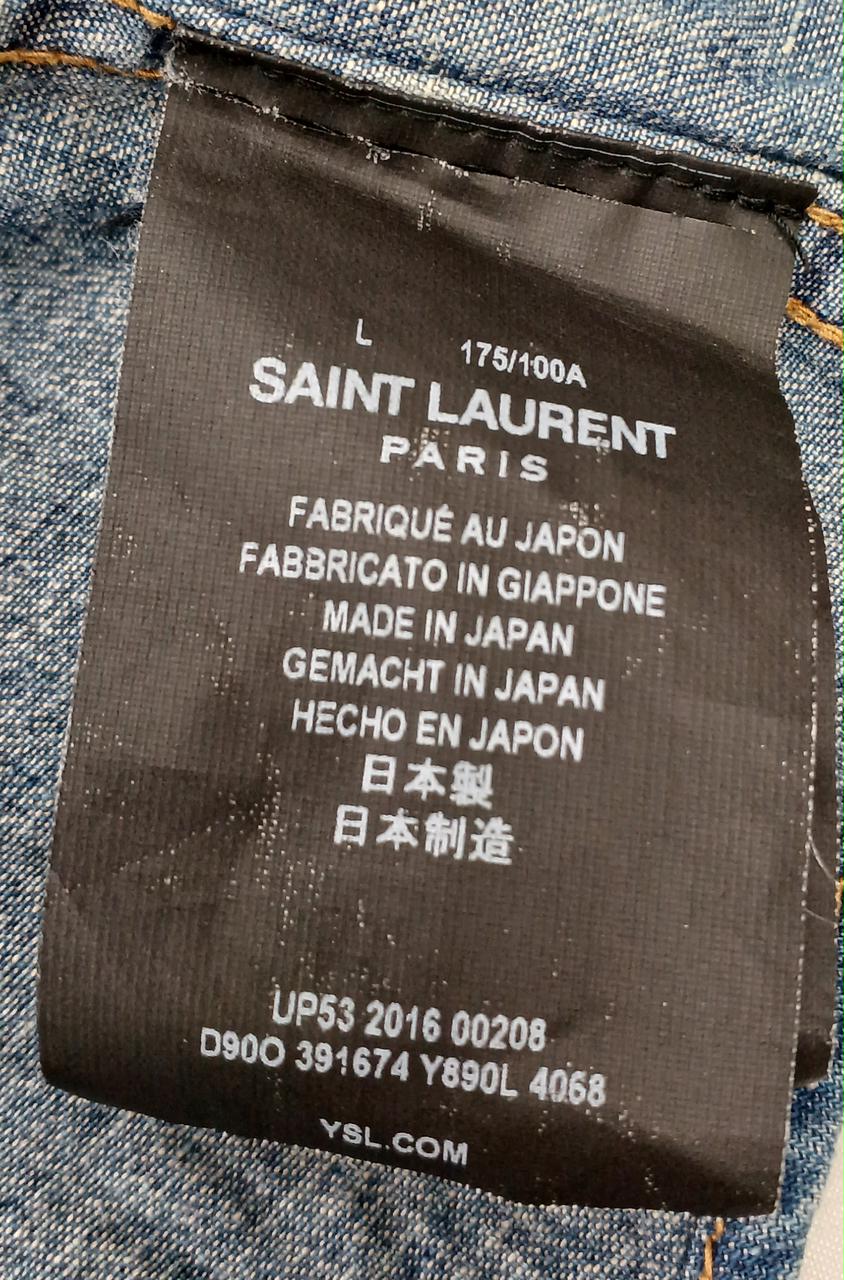 L 175/100A
SAINT LAURENT
PARIS
FABRIQUÉ AU JAPON
FABBRICATO IN GIAPPONE
MADE IN JAPAN
GEMACHT IN JAPAN
HECHO EN JAPON
日本製
日本制造
UP53 2016 00208
D90O 391674 Y890L 4068
YSL.COM